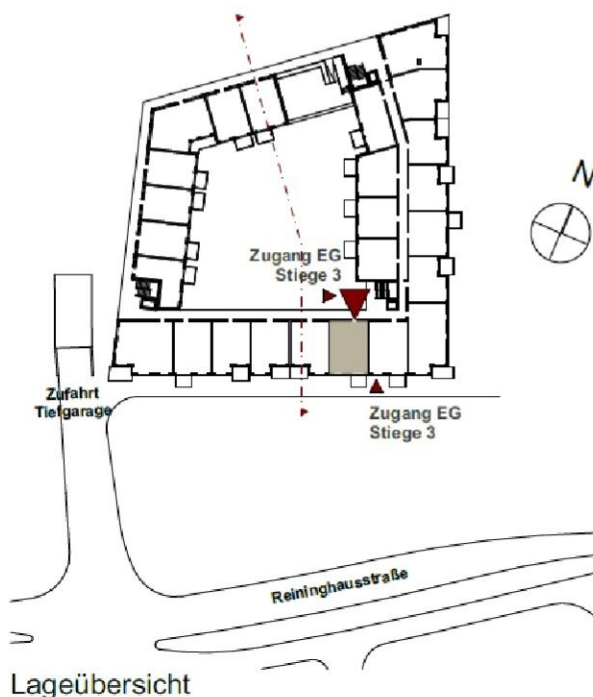 N
Zugang EG
Stiege 3
Zufahrt
Tiefgarage
Zugang EG
Stiege 3
Reininghausstraße
Lageübersicht